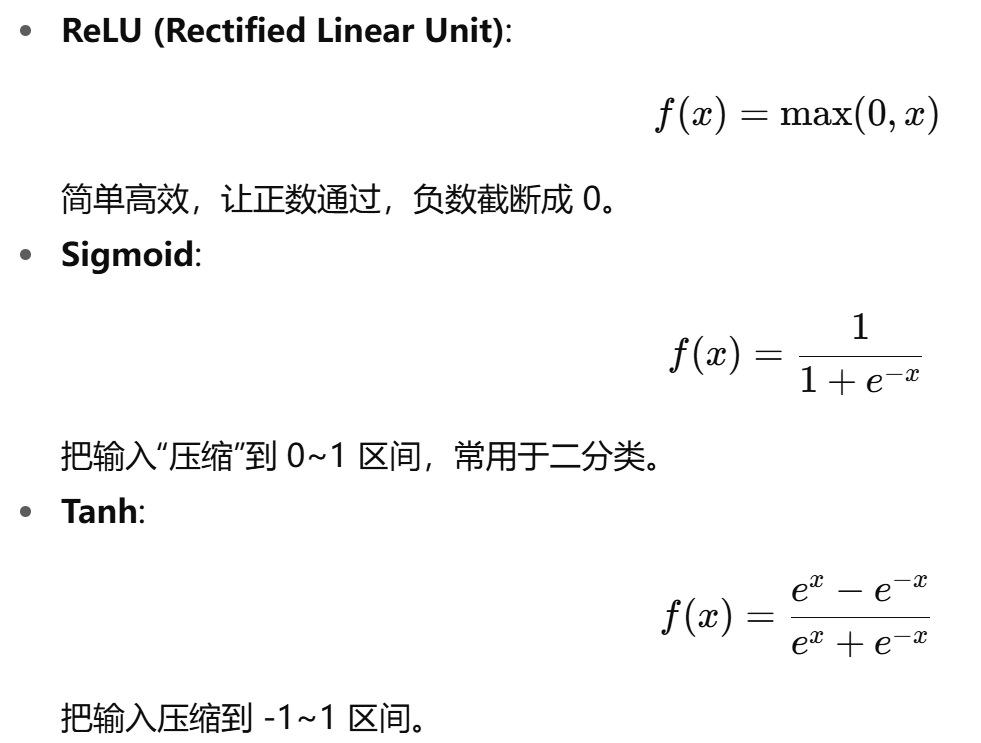 • ReLU (Rectified Linear Unit):
f(x) = max(0, x)
简单高效，让正数通过，负数截断成 0。
• Sigmoid:
f(x) = \frac{1}{1 + e^{-x}}
把输入“压缩”到 0~1 区间，常用于二分类。
• Tanh:
f(x) = \frac{e^x - e^{-x}}{e^x + e^{-x}}
把输入压缩到 -1~1 区间。